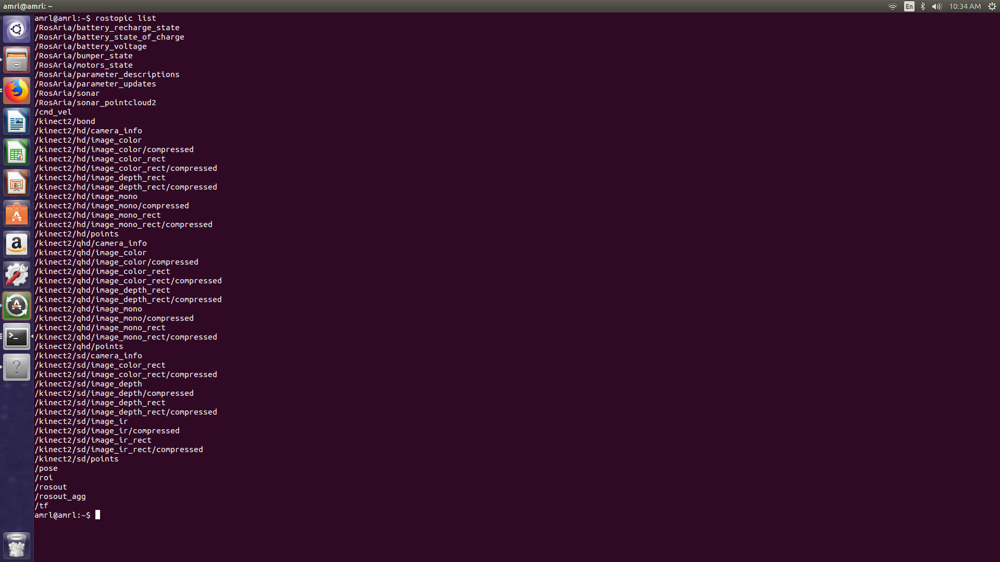 amrl@amrl: ~
En
10:34 AM
amrl@amrl:~$ rostopic list
/RosAria/battery_recharge_state
/RosAria/battery_state_of_charge
/RosAria/battery_voltage
/RosAria/bumper_state
/RosAria/motors_state
/RosAria/parameter_descriptions
/RosAria/parameter_updates
/RosAria/sonar
/RosAria/sonar_pointcloud2
/cmd_vel
/kinect2/bond
/kinect2/hd/camera_info
/kinect2/hd/image_color
/kinect2/hd/image_color/compressed
/kinect2/hd/image_color_rect
/kinect2/hd/image_color_rect/compressed
/kinect2/hd/image_depth_rect
/kinect2/hd/image_depth_rect/compressed
/kinect2/hd/image_mono
/kinect2/hd/image_mono/compressed
/kinect2/hd/image_mono_rect
/kinect2/hd/image_mono_rect/compressed
/kinect2/hd/points
/kinect2/qhd/camera_info
/kinect2/qhd/image_color
/kinect2/qhd/image_color/compressed
/kinect2/qhd/image_color_rect
/kinect2/qhd/image_color_rect/compressed
/kinect2/qhd/image_depth_rect
/kinect2/qhd/image_depth_rect/compressed
/kinect2/qhd/image_mono
/kinect2/qhd/image_mono/compressed
/kinect2/qhd/image_mono_rect
/kinect2/qhd/image_mono_rect/compressed
/kinect2/qhd/points
/kinect2/sd/camera_info
/kinect2/sd/image_color_rect
/kinect2/sd/image_color_rect/compressed
/kinect2/sd/image_depth
/kinect2/sd/image_depth/compressed
/kinect2/sd/image_depth_rect
/kinect2/sd/image_depth_rect/compressed
/kinect2/sd/image_ir
/kinect2/sd/image_ir/compressed
/kinect2/sd/image_ir_rect
/kinect2/sd/image_ir_rect/compressed
/kinect2/sd/points
/pose
/roi
/rosout
/rosout_agg
/tf
amrl@amrl:~$